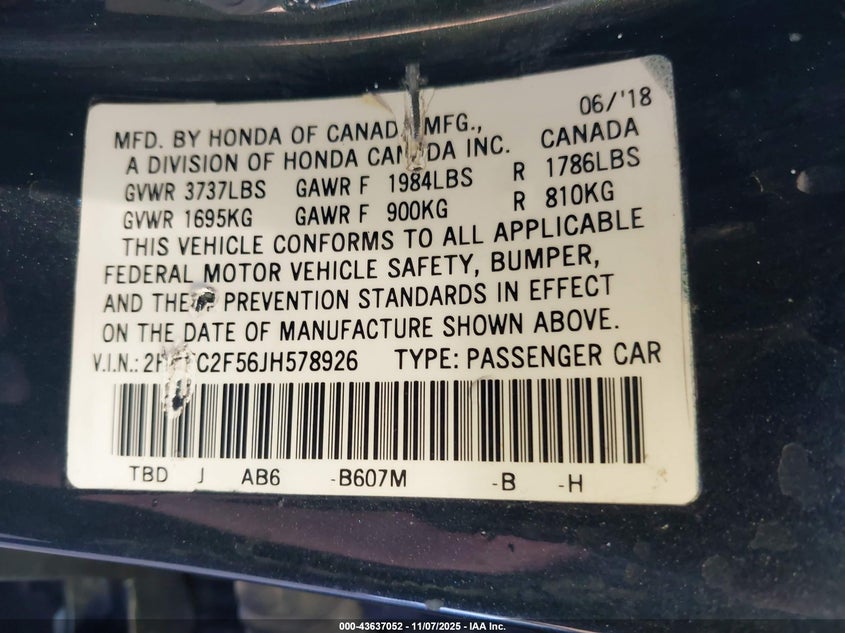 06/'18
MFD. BY HONDA OF CANADA MFG.,
A DIVISION OF HONDA CANADA INC. CANADA
GVWR 3737LBS GAWR F 1984LBS R 1786LBS
GVWR 1695KG GAWR F 900KG R 810KG
THIS VEHICLE CONFORMS TO ALL APPLICABLE
FEDERAL MOTOR VEHICLE SAFETY, BUMPER,
AND THEFT PREVENTION STANDARDS IN EFFECT
ON THE DATE OF MANUFACTURE SHOWN ABOVE.
V.I.N.: TYPE: PASSENGER CAR
TBD J AB6 -B607M -B -H
000-43637052 — 11/07/2025 — IAA Inc.